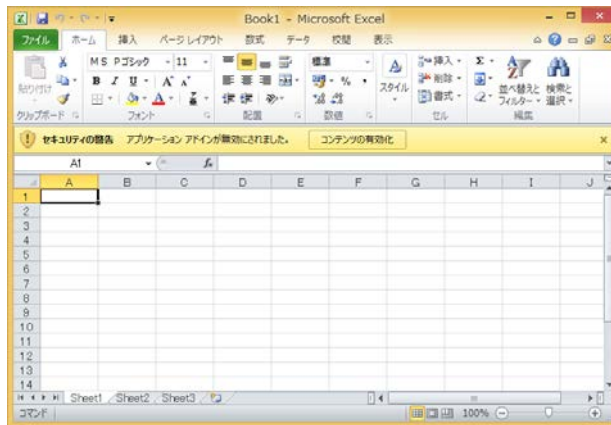 Book1 - Microsoft Excel
ファイル ホーム 挿入 ページ レイアウト 数式 データ 校閲 表示
MS Pゴシック 11 標準 挿入 Σ
B I U A A % , スタイル 削除 並べ替えと 検索と
貼り付け A 書式 フィルター 選択
クリップボード フォント 配置 数値 セル 編集
セキュリティの警告 アプリケーション アドインが無効にされました。 コンテンツの有効化
A1 fx
A B C D E F G H I J
1
2
3
4
5
6
7
8
9
10
11
12
13
14
Sheet1 Sheet2 Sheet3
コマンド 100%